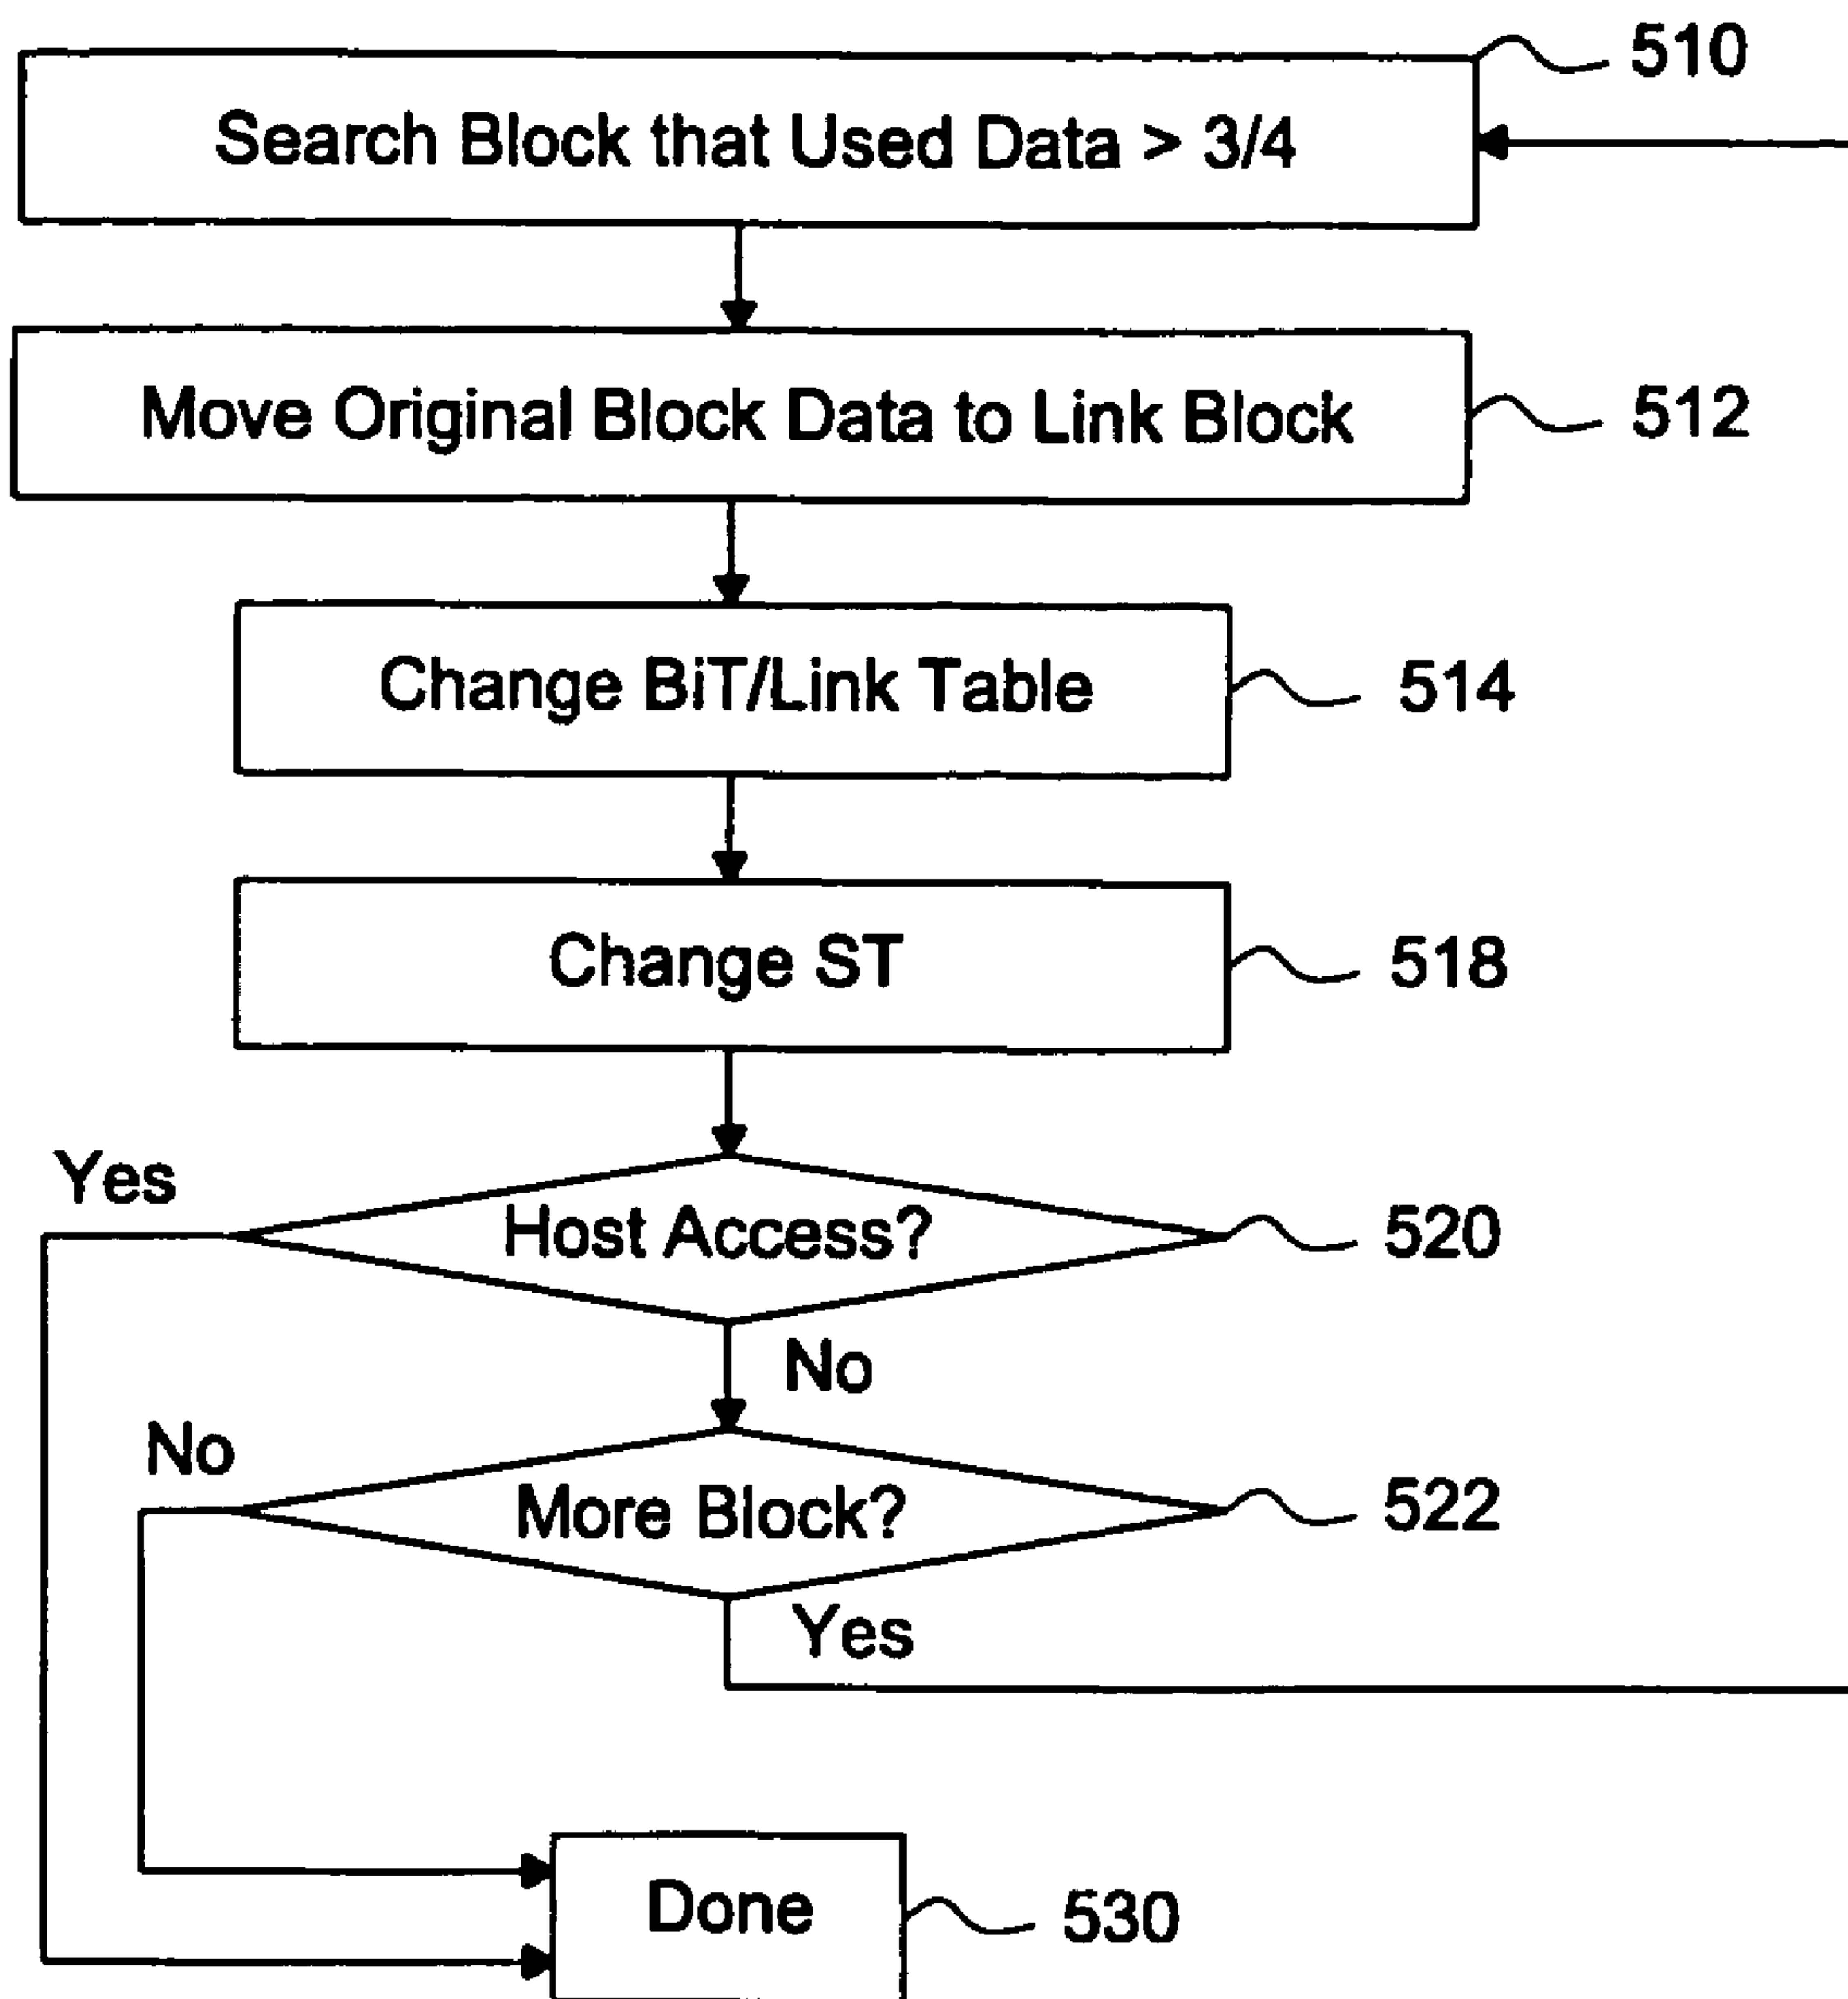 510
Search Block that Used Data > 3/4
Move Original Block Data to Link Block
512
Change BiT/Link Table
514
Change ST
518
Yes
Host Access?
520
No
No
More Block?
522
Yes
Done
530